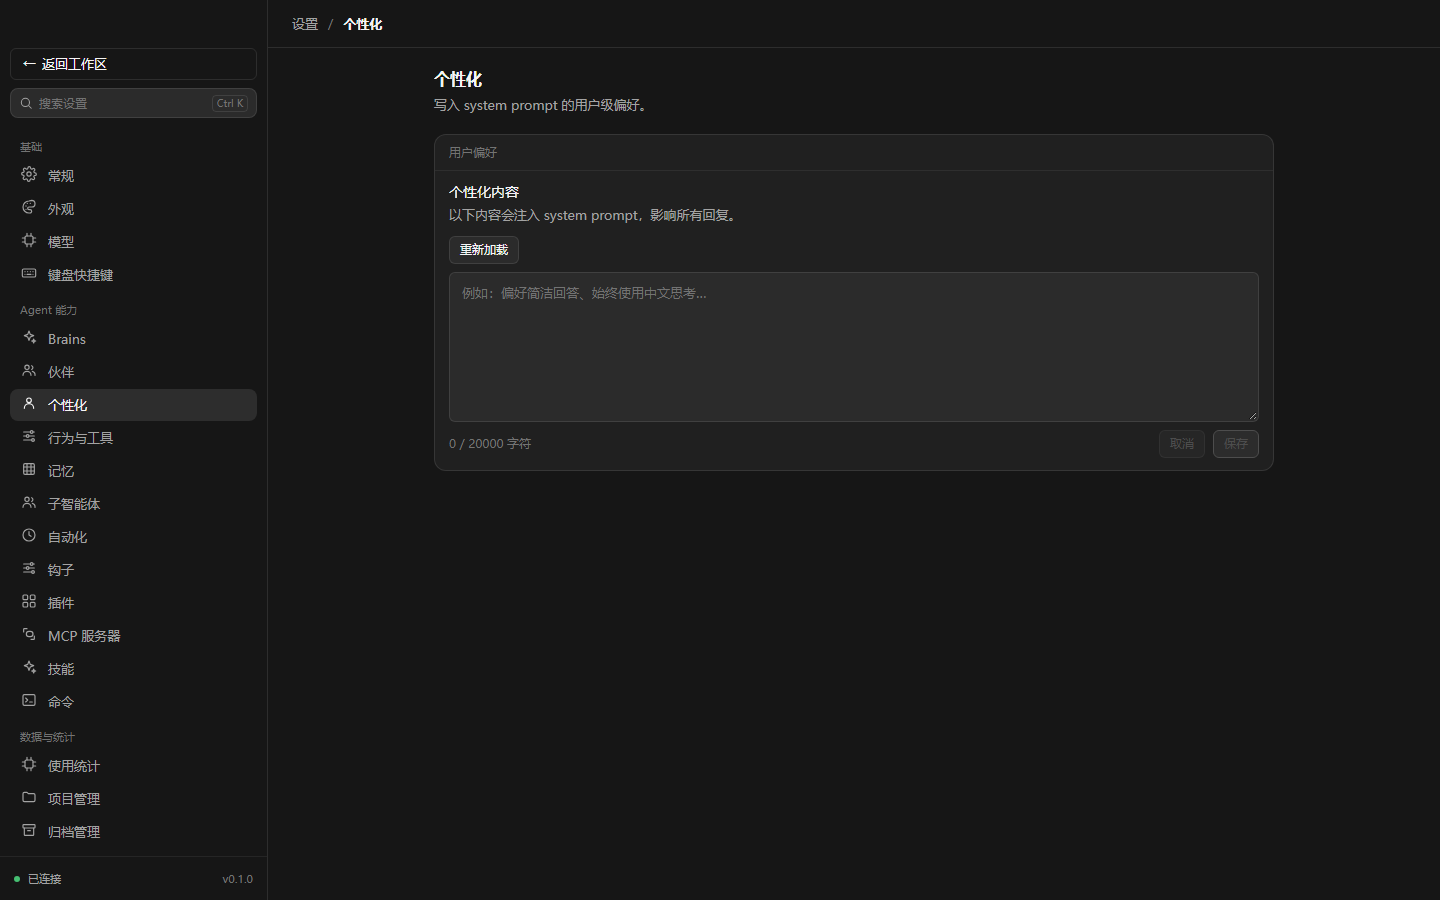 ← 返回工作区
搜索设置 Ctrl K
基础
常规
外观
模型
键盘快捷键
Agent 能力
Brains
伙伴
个性化
行为与工具
记忆
子智能体
自动化
钩子
插件
MCP 服务器
技能
命令
数据与统计
使用统计
项目管理
归档管理
已连接 v0.1.0
设置 / 个性化
个性化
写入 system prompt 的用户级偏好。
用户偏好
个性化内容
以下内容会注入 system prompt，影响所有回复。
重新加载
例如：偏好简洁回答、始终使用中文思考...
0 / 20000 字符
取消 保存